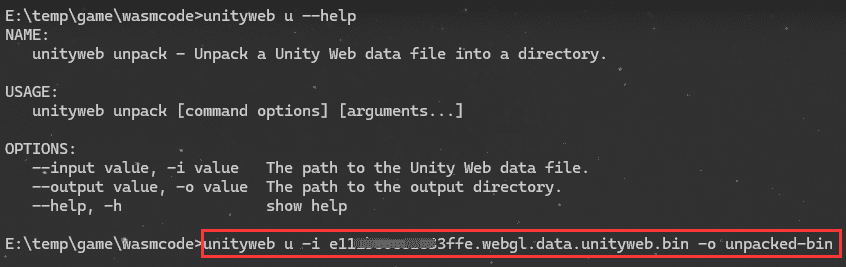 E:\temp\game\wasmcode>unityweb u --help
NAME:
unityweb unpack - Unpack a Unity Web data file into a directory.
USAGE:
unityweb unpack [command options] [arguments...]
OPTIONS:
--input value, -i value The path to the Unity Web data file.
--output value, -o value The path to the output directory.
--help, -h show help
E:\temp\game\wasmcode>unityweb u -i -o unpacked-bin